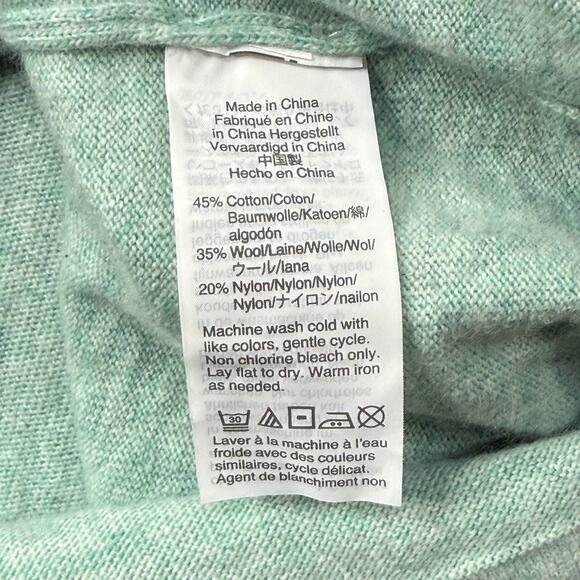 Made in China
Fabriqué en Chine
in China Hergestellt
Vervaardigd in China
中国製
Hecho en China
45% Cotton/Coton/
Baumwolle/Katoen/綿/
algodón
35% Wool/Laine/Wolle/Wol/
ウール/lana
20% Nylon/Nylon/Nylon/
Nylon/ナイロン/nailon
Machine wash cold with
like colors, gentle cycle.
Non chlorine bleach only.
Lay flat to dry. Warm iron
as needed.
30
Laver à la machine à l'eau
froide avec des couleurs
similaires, cycle délicat.
Agent de blanchiment non